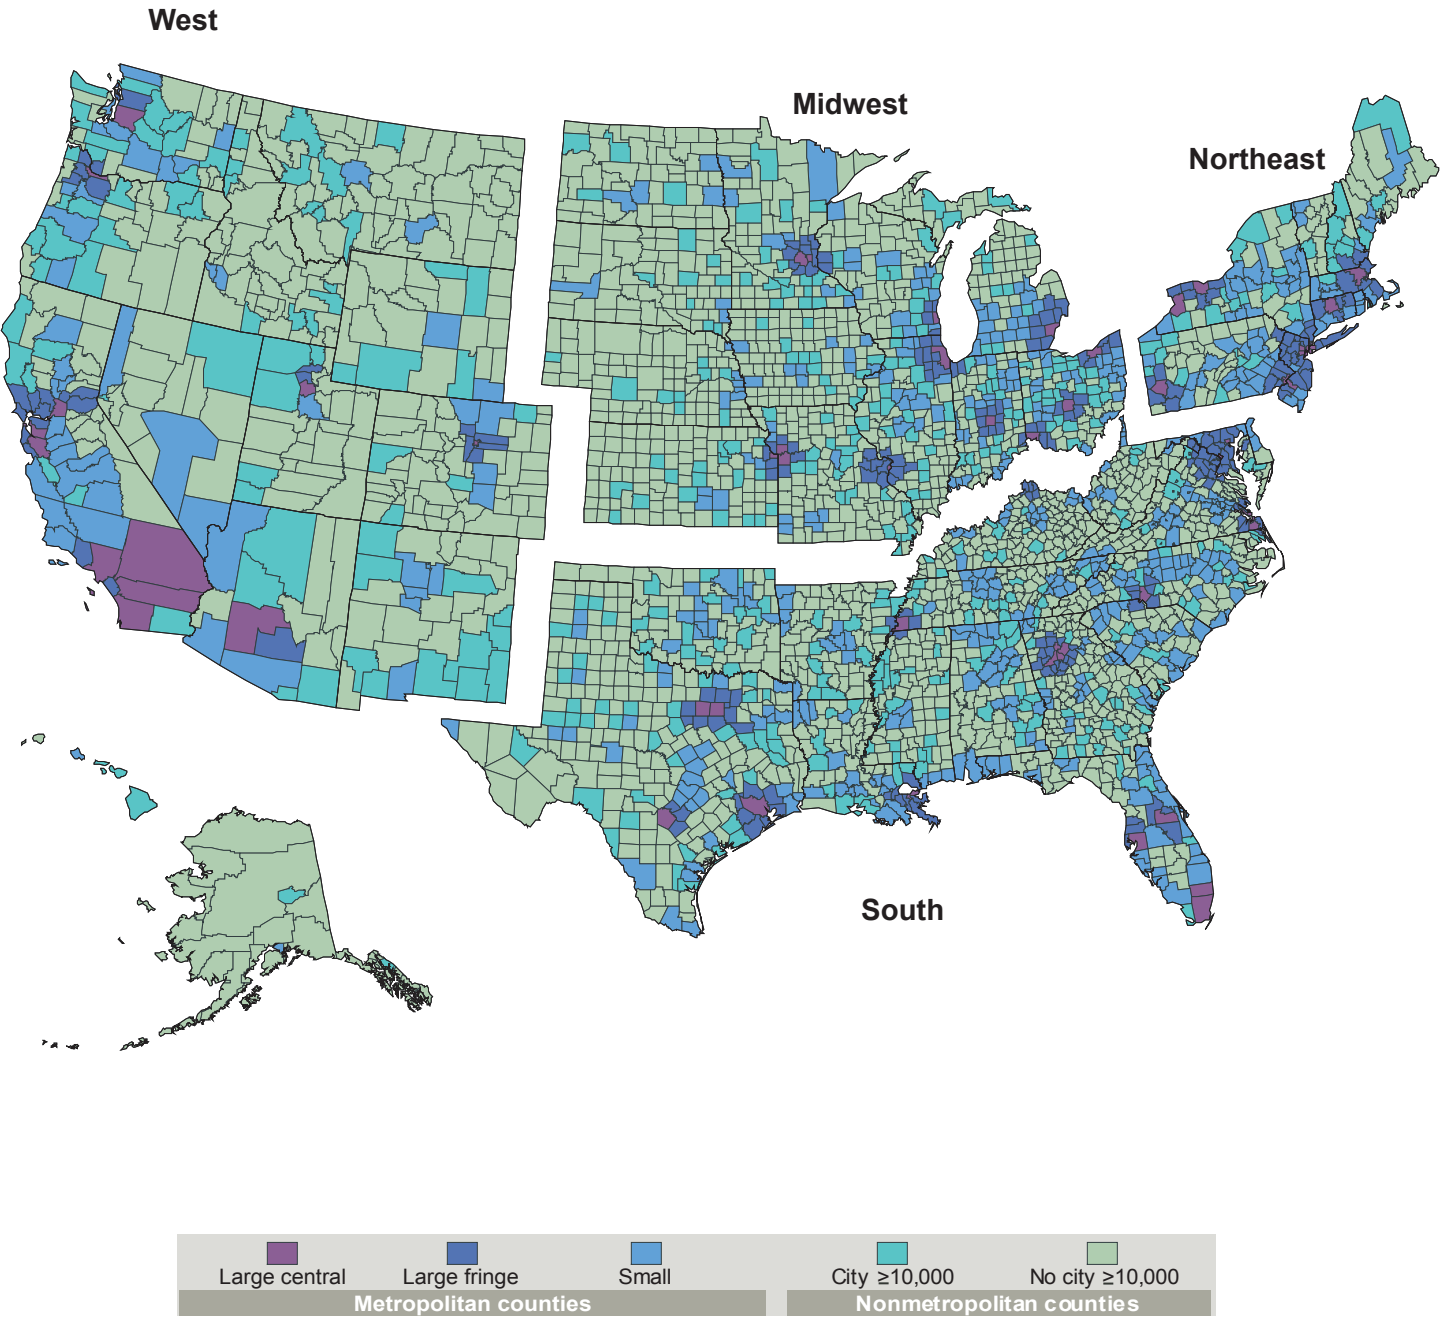 West
Midwest
Northeast
South
Large central
Large fringe
Small
City ≥10,000
No city ≥10,000
Metropolitan counties
Nonmetropolitan counties